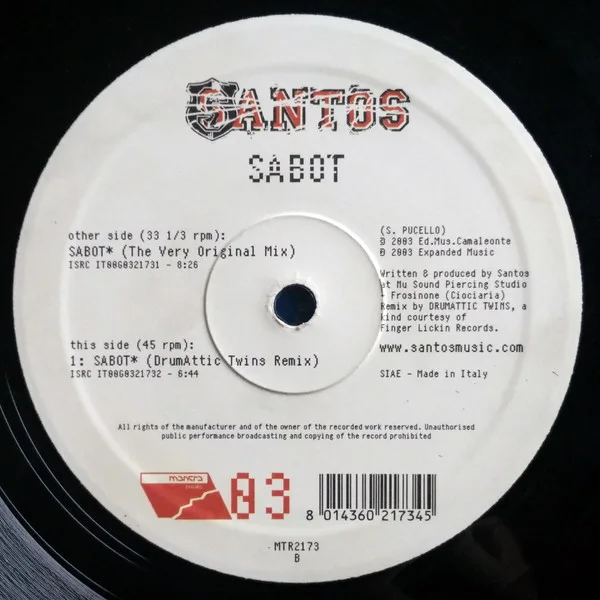 SANTOS
SABOT
other side (33 1/3 rpm):
SABOT* (The Very Original Mix)
ISRC IT00G0321731 - 8:26
this side (45 rpm):
1: SABOT* (DrumAttic Twins Remix)
ISRC IT00G0321732 - 6:44
(S. PUCELLO)
℗ 2003 Ed.Mus.Camaleonte
℗ 2003 Expanded Music
Written & produced by Santos
at Nu Sound Piercing Studio
- Frosinone (Ciociaria)
Remix by DRUMATTIC TWINS, a
kind courtesy of
Finger Lickin Records.
www.santosmusic.com
SIAE - Made in Italy
All rights of the manufacturer and of the owner of the recorded work reserved. Unauthorised
public performance broadcasting and copying of the record prohibited
mantra
breaks
03
8 014360 217345
MTR2173
B